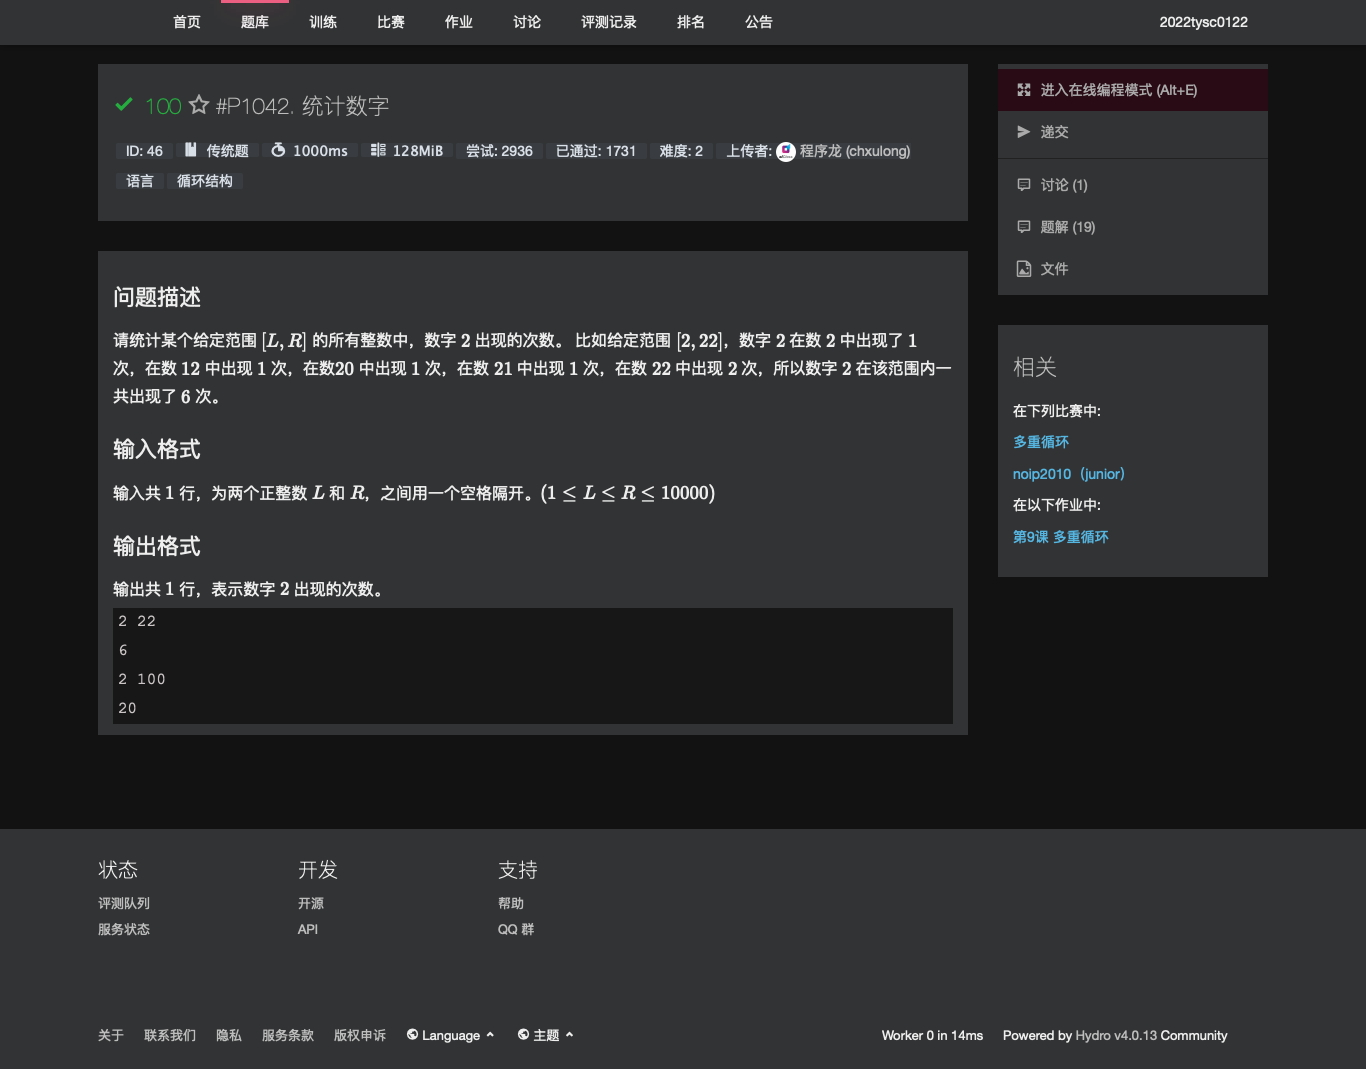 首页 题库 训练 比赛 作业 讨论 评测记录 排名 公告 2022tysc0122
100 #P1042. 统计数字
ID: 46 传统题 1000ms 128MiB 尝试: 2936 已通过: 1731 难度: 2 上传者: 程序龙 (chxulong)
语言 循环结构
问题描述
请统计某个给定范围 [L, R] 的所有整数中，数字 2 出现的次数。 比如给定范围 [2, 22]，数字 2 在数 2 中出现了 1
次，在数 12 中出现 1 次，在数20 中出现 1 次，在数 21 中出现 1 次，在数 22 中出现 2 次，所以数字 2 在该范围内一
共出现了 6 次。
输入格式
输入共 1 行，为两个正整数 L 和 R，之间用一个空格隔开。(1 ≤ L ≤ R ≤ 10000)
输出格式
输出共 1 行，表示数字 2 出现的次数。
2 22
6
2 100
20
进入在线编程模式 (Alt+E)
递交
讨论 (1)
题解 (19)
文件
相关
在下列比赛中:
多重循环
noip2010（junior）
在以下作业中:
第9课 多重循环
状态 开发 支持
评测队列 开源 帮助
服务状态 API QQ 群
关于 联系我们 隐私 服务条款 版权申诉 Language 主题 Worker 0 in 14ms Powered by Hydro v4.0.13 Community